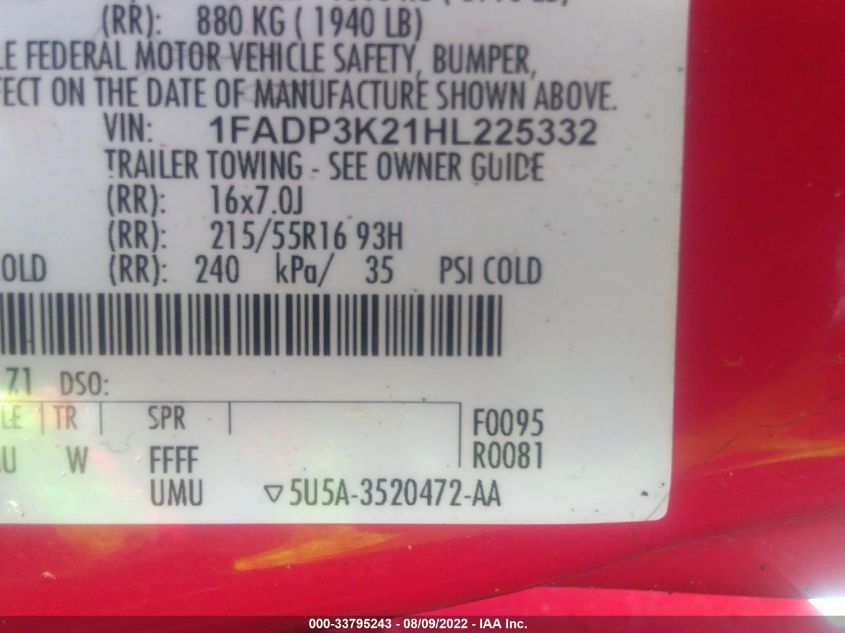 (RR): 880 KG ( 1940 LB)
LE FEDERAL MOTOR VEHICLE SAFETY, BUMPER,
FECT ON THE DATE OF MANUFACTURE SHOWN ABOVE.
VIN: 1FADP3K21HL225332
TRAILER TOWING - SEE OWNER GUIDE
(RR): 16x7.0J
(RR): 215/55R16 93H
OLD (RR): 240 kPa/ 35 PSI COLD
71 DSO:
LE TR SPR F0095
U W FFFF R0081
UMU ▽5U5A-3520472-AA
000-33795243 - 08/09/2022 - IAA Inc.